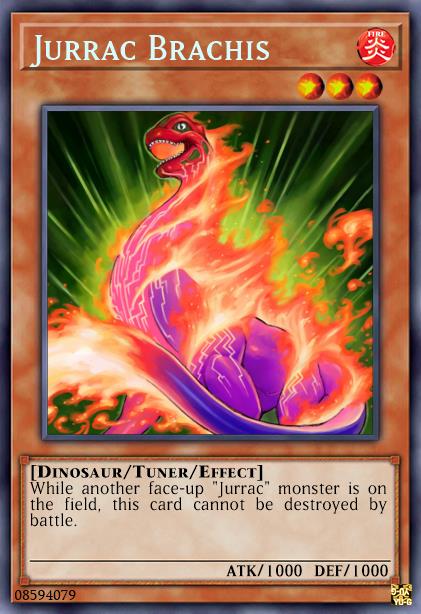 Jurrac Brachis
FIRE
炎
[Dinosaur/Tuner/Effect]
While another face-up "Jurrac" monster is on
the field, this card cannot be destroyed by
battle.
ATK/1000 DEF/1000
08594079